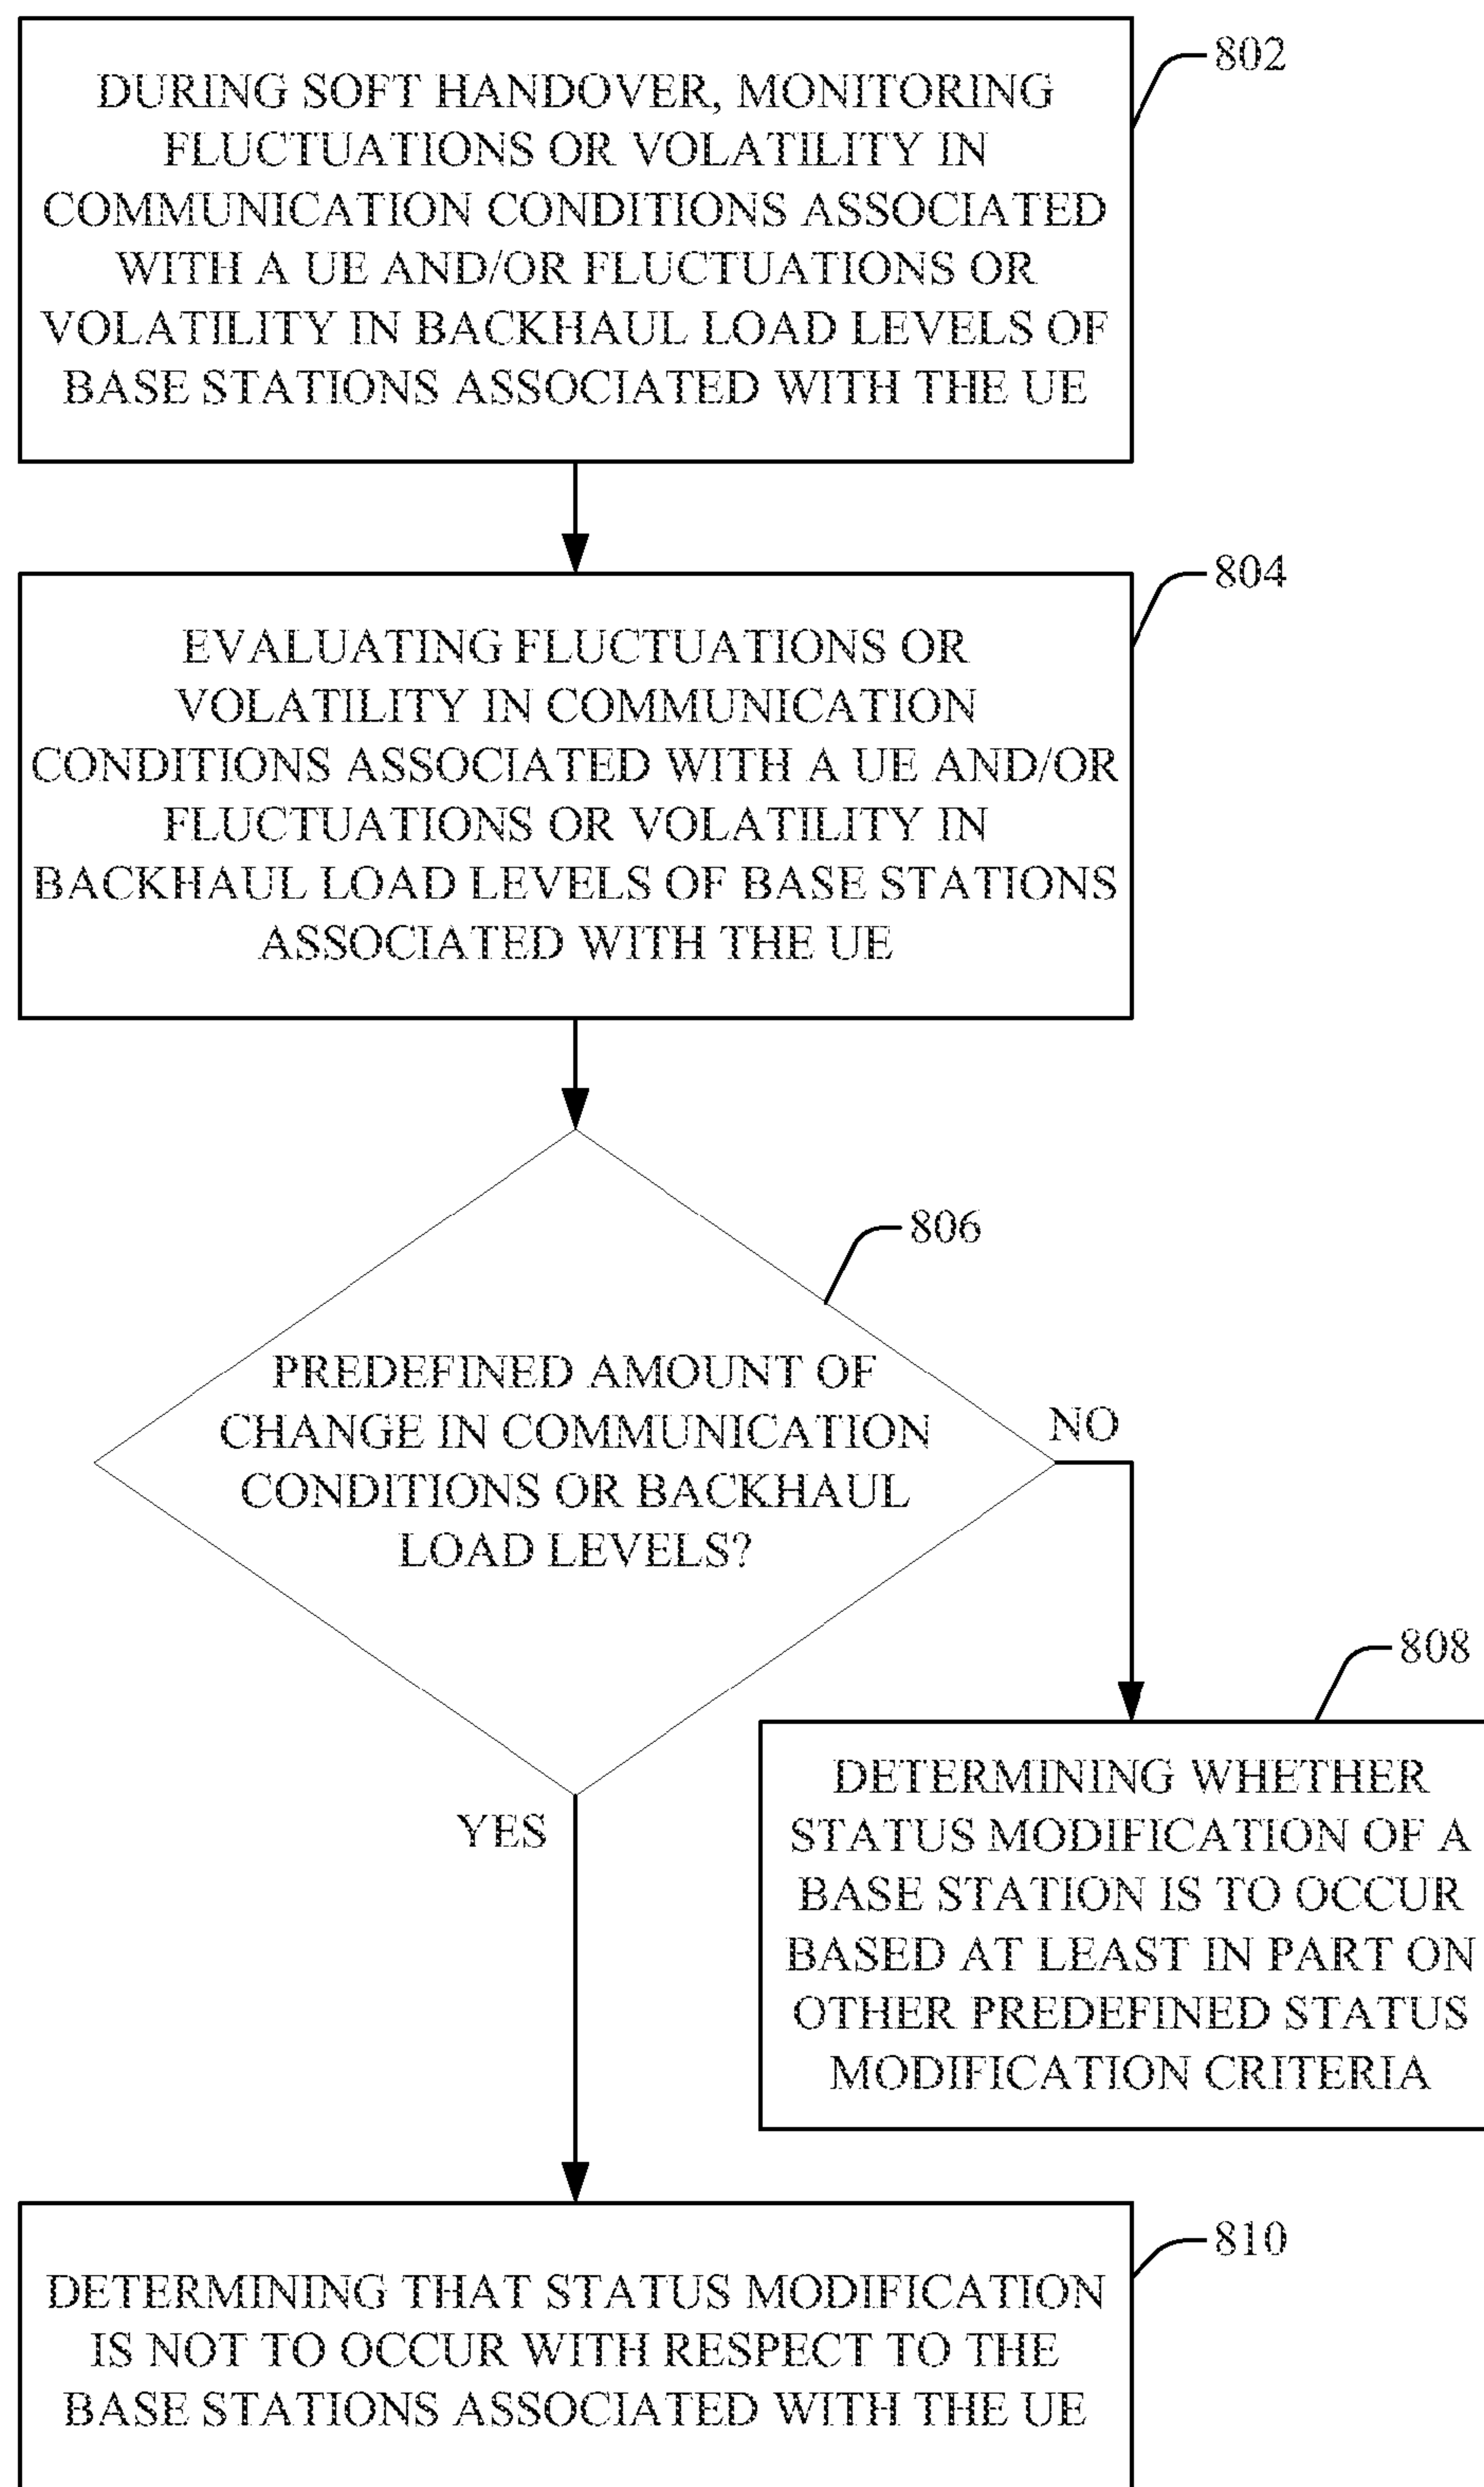 802
DURING SOFT HANDOVER, MONITORING
FLUCTUATIONS OR VOLATILITY IN
COMMUNICATION CONDITIONS ASSOCIATED
WITH A UE AND/OR FLUCTUATIONS OR
VOLATILITY IN BACKHAUL LOAD LEVELS OF
BASE STATIONS ASSOCIATED WITH THE UE
804
EVALUATING FLUCTUATIONS OR
VOLATILITY IN COMMUNICATION
CONDITIONS ASSOCIATED WITH A UE AND/OR
FLUCTUATIONS OR VOLATILITY IN
BACKHAUL LOAD LEVELS OF BASE STATIONS
ASSOCIATED WITH THE UE
806
PREDEFINED AMOUNT OF
CHANGE IN COMMUNICATION
CONDITIONS OR BACKHAUL
LOAD LEVELS?
NO
808
DETERMINING WHETHER
STATUS MODIFICATION OF A
BASE STATION IS TO OCCUR
BASED AT LEAST IN PART ON
OTHER PREDEFINED STATUS
MODIFICATION CRITERIA
YES
810
DETERMINING THAT STATUS MODIFICATION
IS NOT TO OCCUR WITH RESPECT TO THE
BASE STATIONS ASSOCIATED WITH THE UE